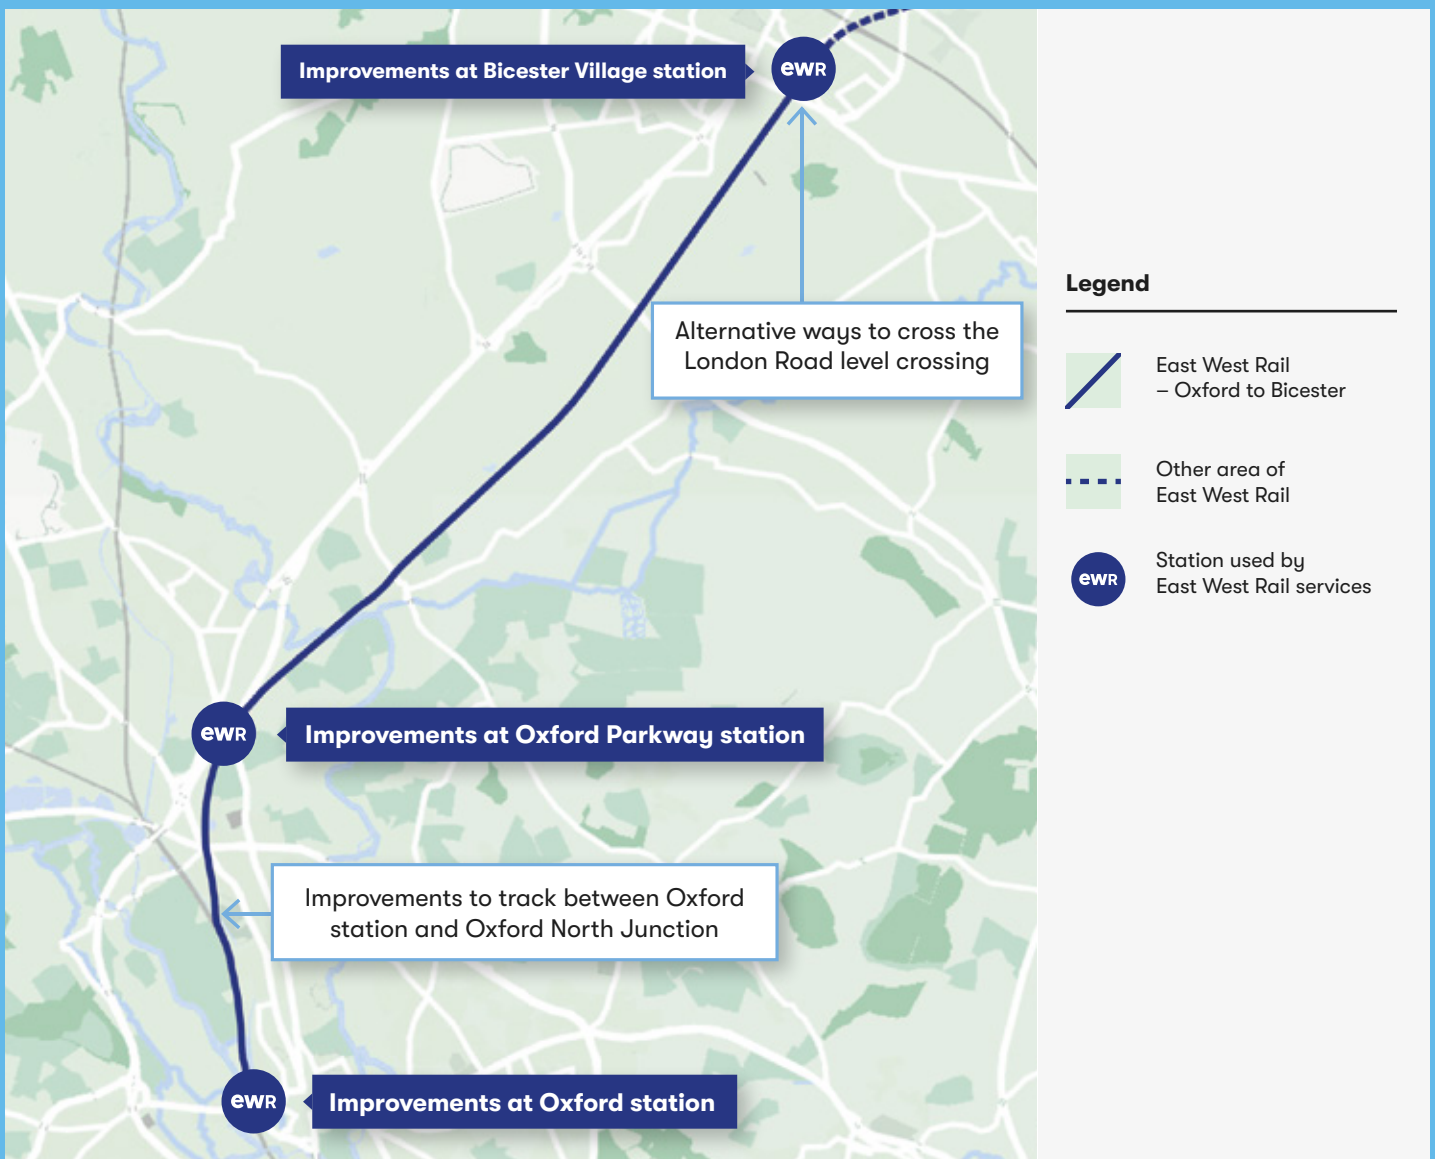 Improvements at Bicester Village station
ewR
Alternative ways to cross the
London Road level crossing
ewR
Improvements at Oxford Parkway station
Improvements to track between Oxford
station and Oxford North Junction
ewR
Improvements at Oxford station
Legend
East West Rail
– Oxford to Bicester
Other area of
East West Rail
ewR
Station used by
East West Rail services